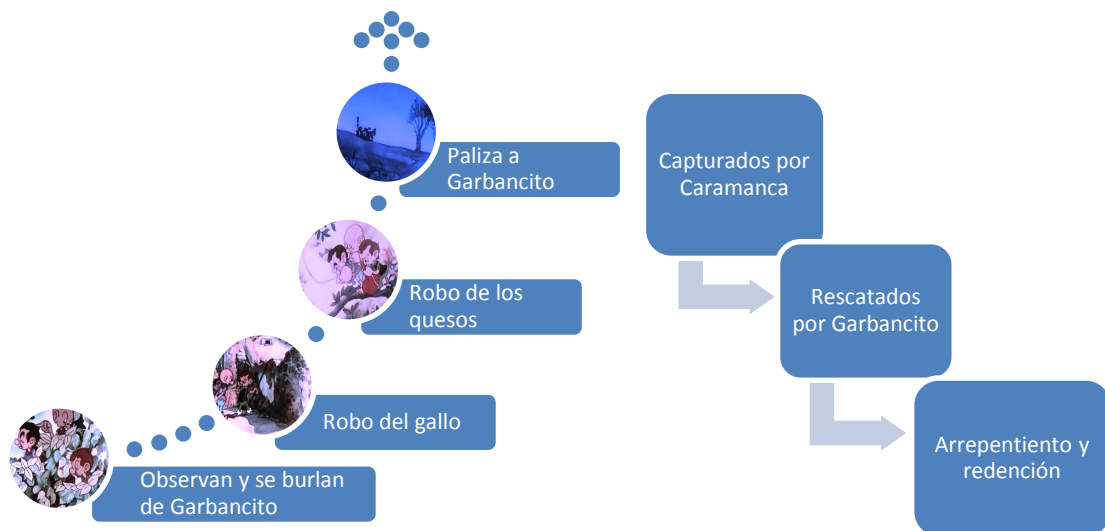 Paliza a
Garbancito
Robo de los
quesos
Robo del gallo
Observan y se burlan
de Garbancito
Capturados por
Caramanca
Rescatados
por Garbancito
Arrepentiento y
redención